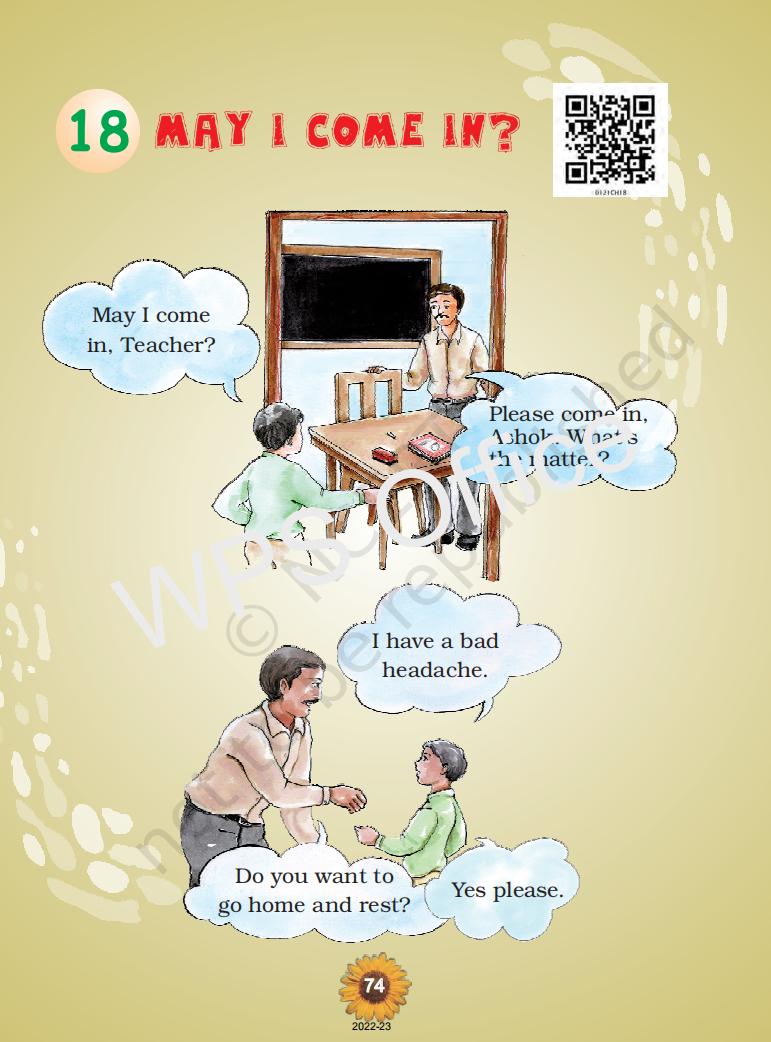 18 MAY I COME IN?
0121CH18
May I come
in, Teacher?
Please come in,
Ashok. What's
the matter?
WPS Office
© NCERT
not to be republished
I have a bad
headache.
Do you want to
go home and rest?
Yes please.
74
2022-23